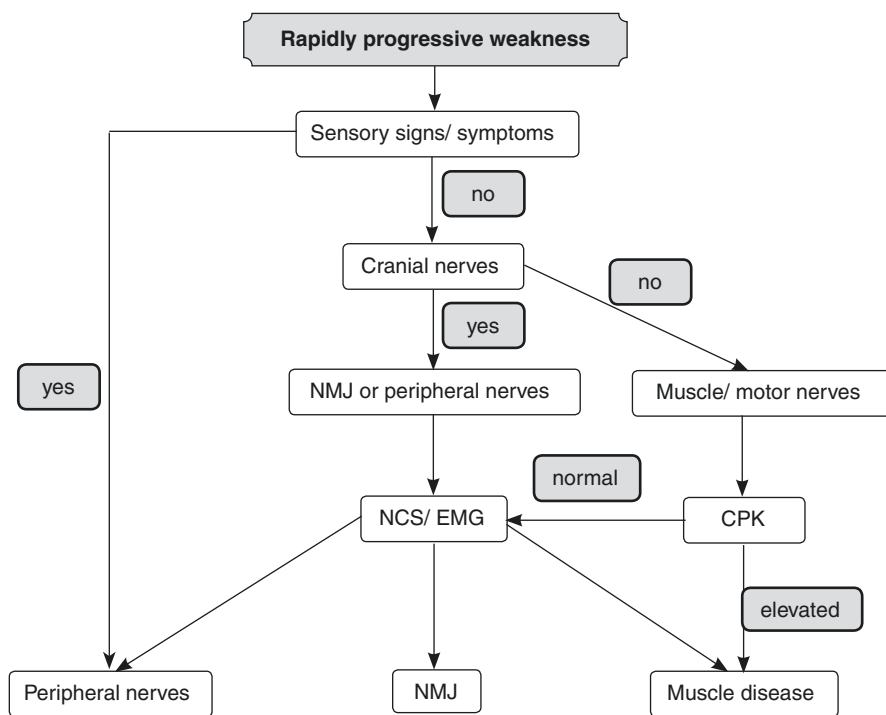 Rapidly progressive weakness
Sensory signs/ symptoms
no
Cranial nerves
no
yes
yes
NMJ or peripheral nerves
Muscle/ motor nerves
normal
NCS/ EMG
CPK
elevated
Peripheral nerves
NMJ
Muscle disease